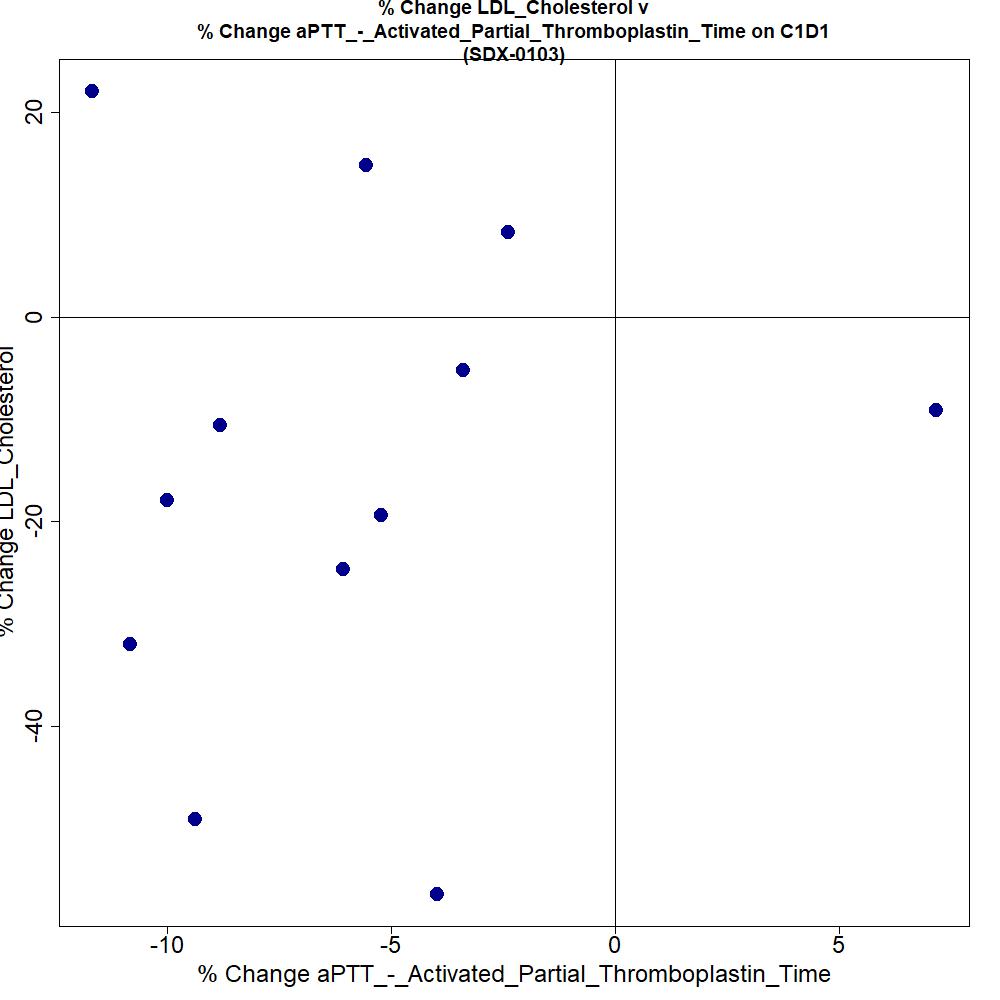 % Change LDL_Cholesterol v
% Change aPTT_-_Activated_Partial_Thromboplastin_Time on C1D1
(SDX-0103)
% Change LDL_Cholesterol
20
0
-20
-40
-10
-5
0
5
% Change aPTT_-_Activated_Partial_Thromboplastin_Time